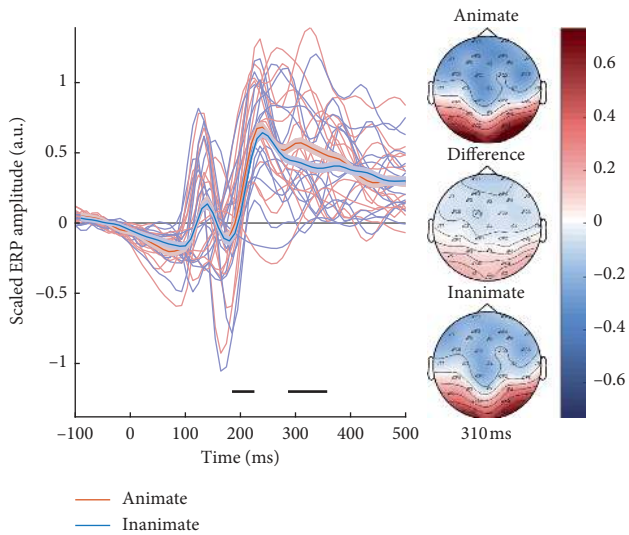 Scaled ERP amplitude (a.u.)
1
0.5
0
−0.5
−1
−100
0
100
200
300
400
500
Time (ms)
Animate
Inanimate
Animate
Difference
Inanimate
310 ms
0.6
0.4
0.2
0
−0.2
−0.4
−0.6